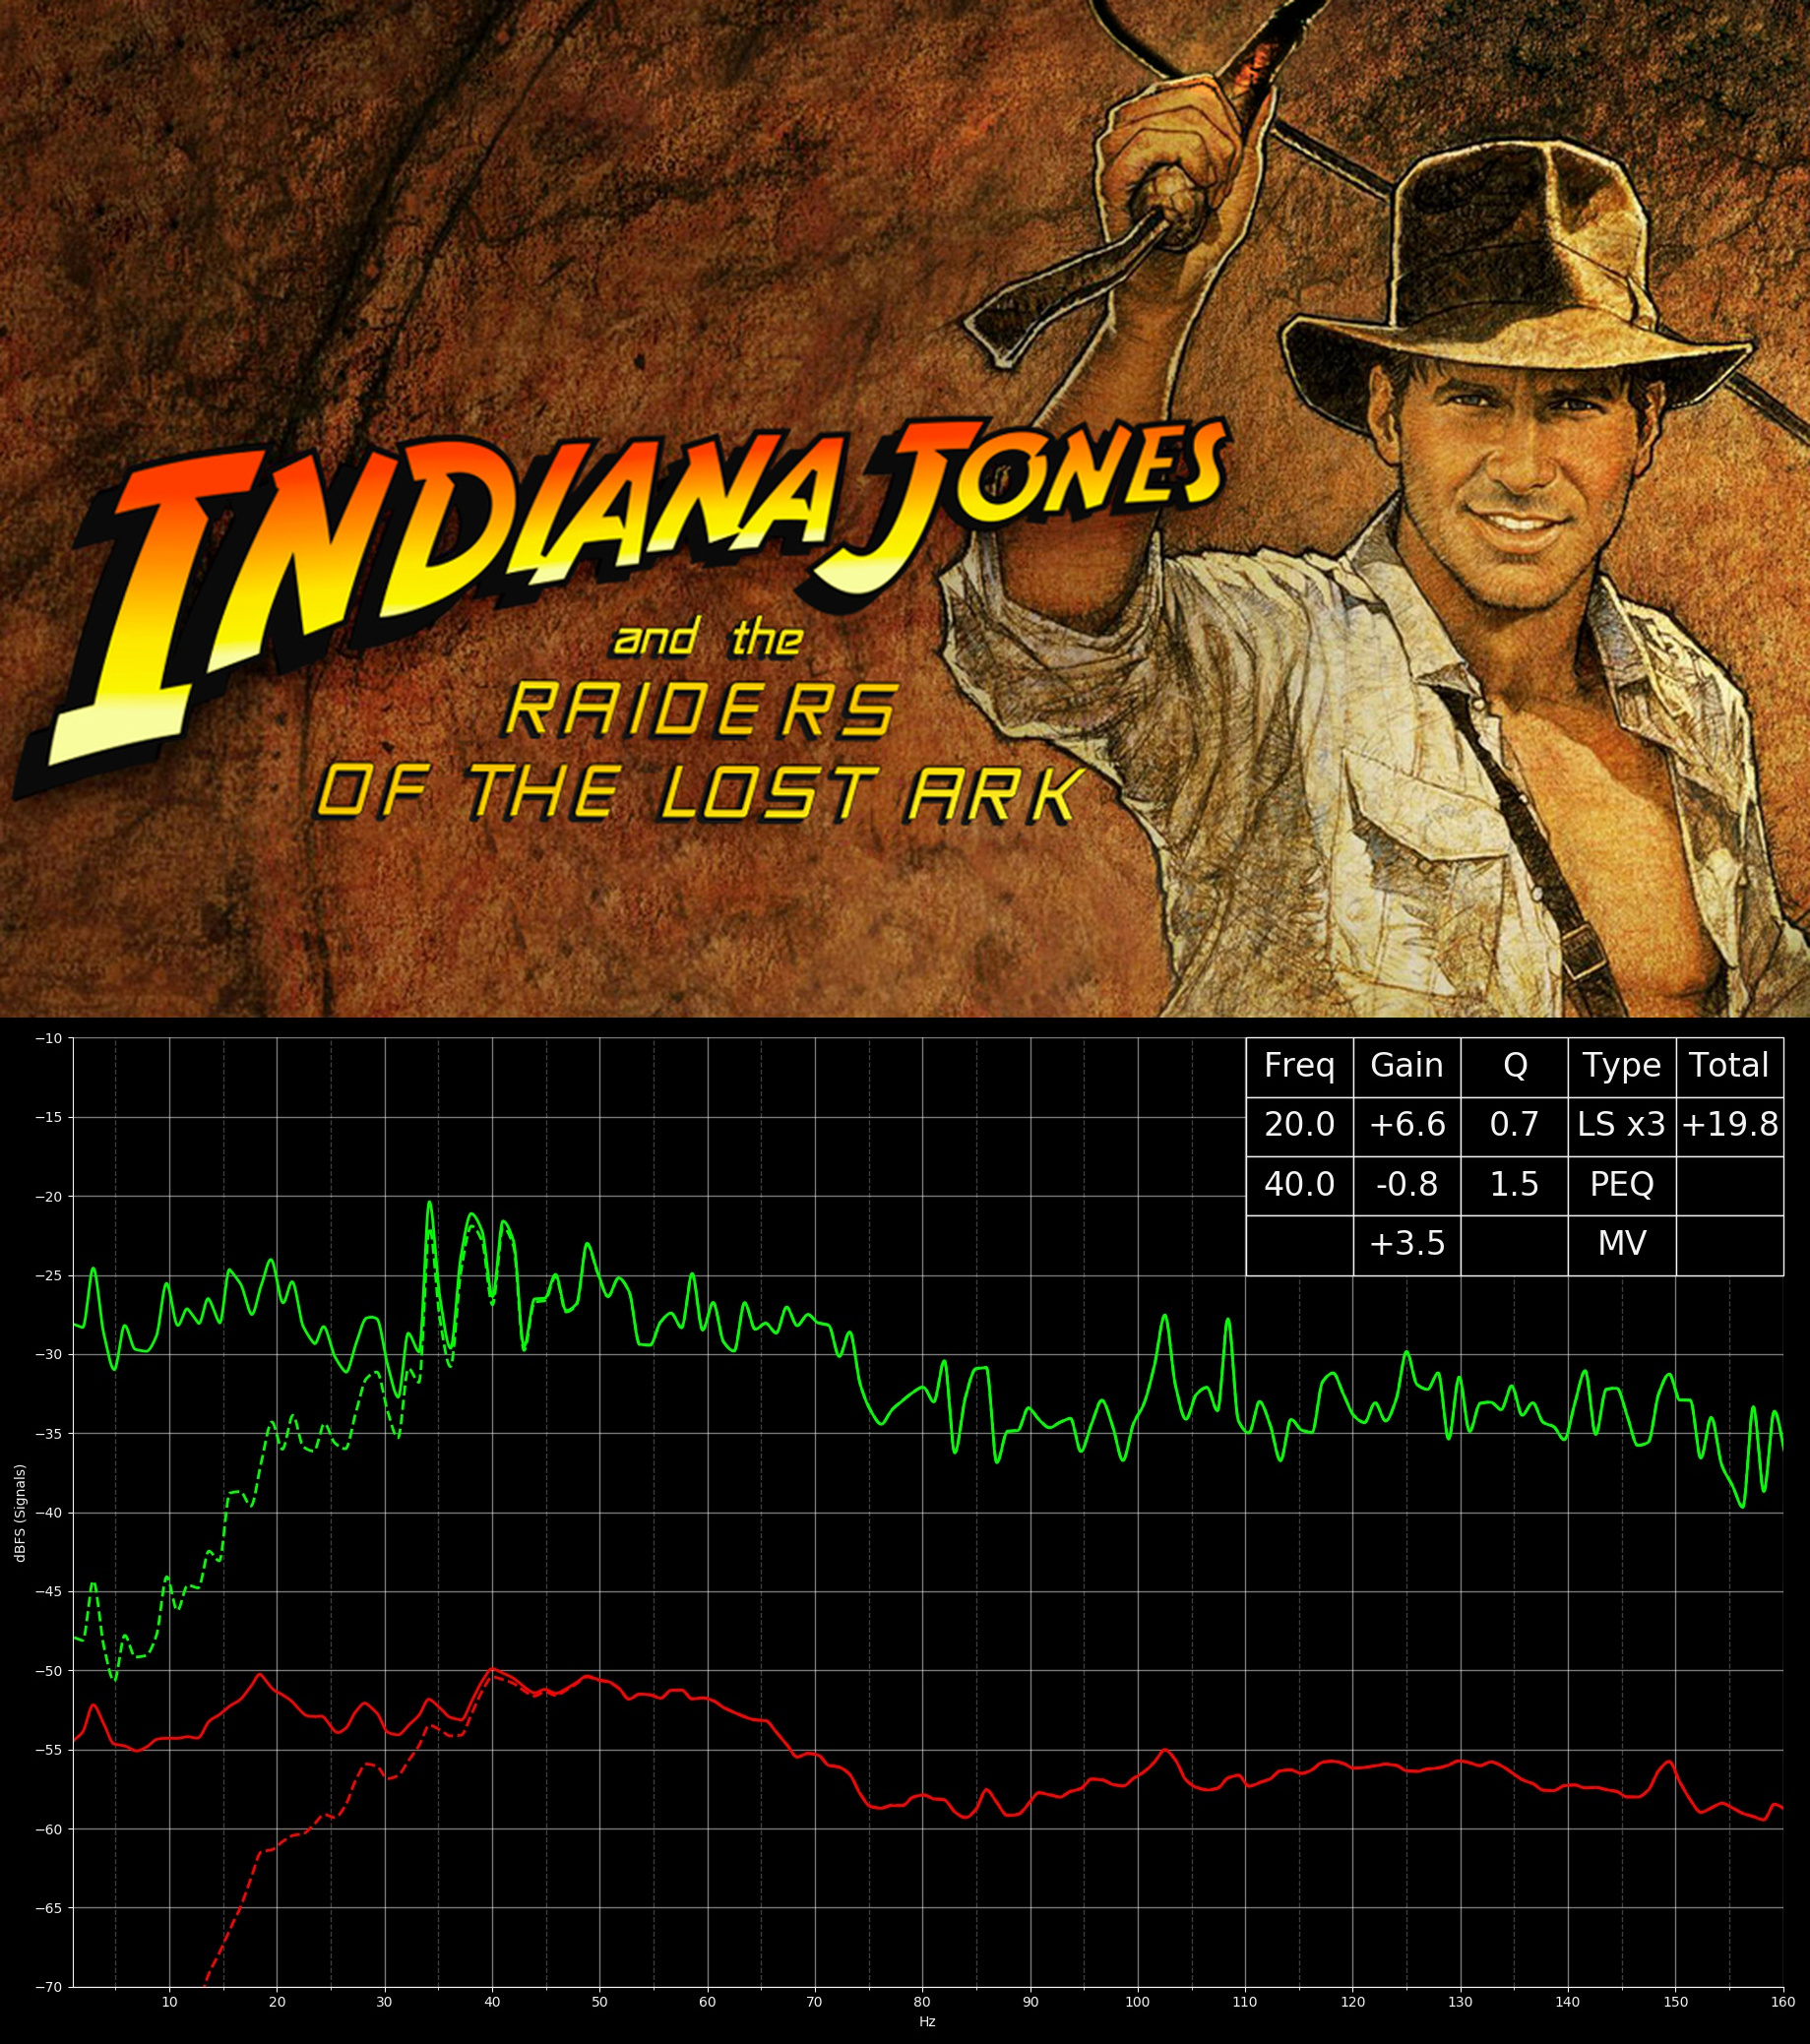 INDIANA JONES
and the
RAIDERS
OF THE LOST ARK
Freq Gain Q Type Total
20.0 +6.6 0.7 LS x3 +19.8
40.0 -0.8 1.5 PEQ
+3.5 MV
−10
−15
−20
−25
−30
−35
−40
−45
−50
−55
−60
−65
−70
dBFS (Signals)
10 20 30 40 50 60 70 80 90 100 110 120 130 140 150 160
Hz